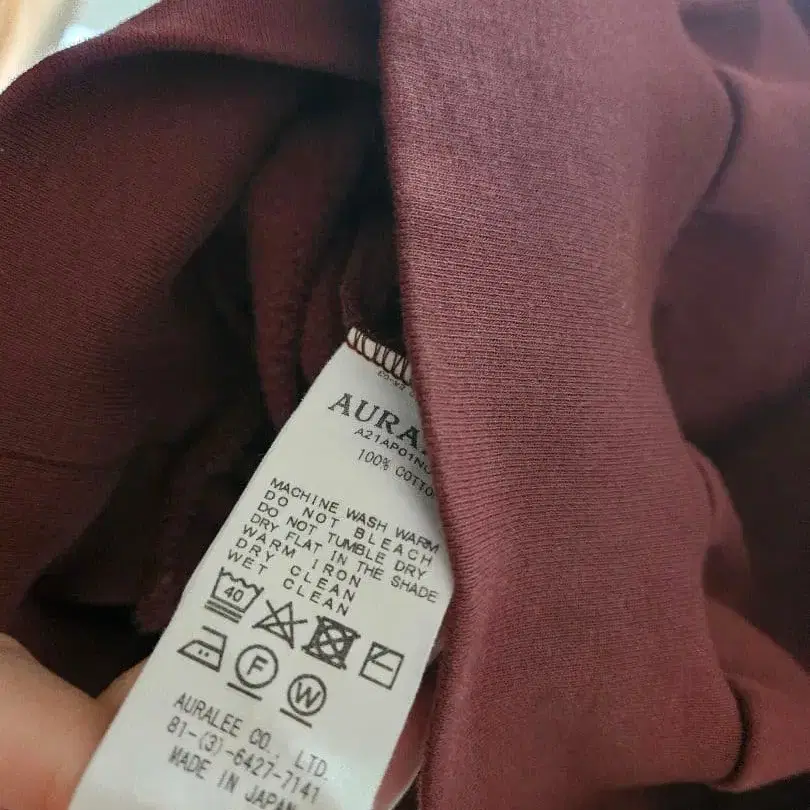 AURA
A21AP01N
100% COTTO
MACHINE WASH WARM
DO NOT BLEACH
DO NOT TUMBLE DRY
DRY FLAT IN THE SHADE
WARM IRON
DRY CLEAN
WET CLEAN
40
F
W
AURALEE CO., LTD.
81-(3)-6427-7141
MADE IN JAPAN